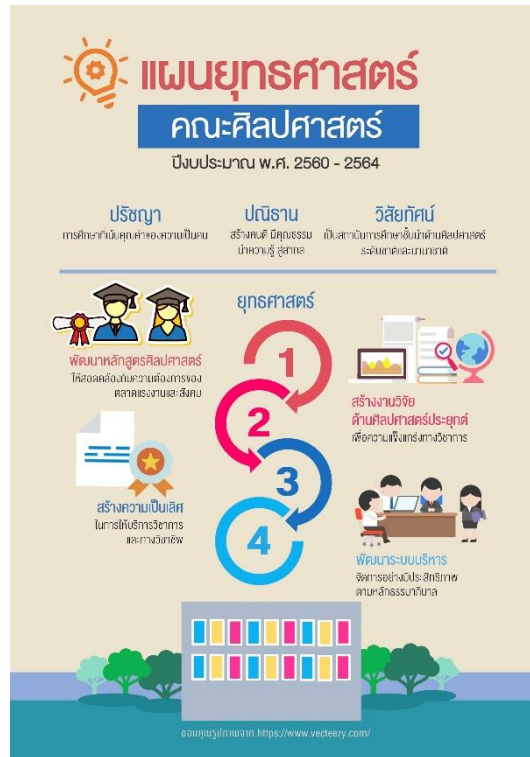 แผนยุทธศาสตร์
คณะศิลปศาสตร์
ปีงบประมาณ พ.ศ. 2560 - 2564
ปรัชญา
การศึกษาที่เน้นคุณค่าของความเป็นคน
ปณิธาน
สร้างคนดี มีคุณธรรม
นำความรู้ สู่สากล
วิสัยทัศน์
เป็นสถาบันการศึกษาชั้นนำด้านศิลปศาสตร์
ระดับชาติและนานาชาติ
ยุทธศาสตร์
1
พัฒนาหลักสูตรศิลปศาสตร์
ให้สอดคล้องกับความต้องการของ
ตลาดแรงงานและสังคม
2
สร้างงานวิจัย
ด้านศิลปศาสตร์ประยุกต์
เพื่อความแข็งแกร่งทางวิชาการ
3
สร้างความเป็นเลิศ
ในการให้บริการวิชาการ
และทางวิชาชีพ
4
พัฒนาระบบบริหาร
จัดการอย่างมีประสิทธิภาพ
ตามหลักธรรมาภิบาล
ขอบคุณรูปภาพจาก https://www.vecteezy.com/